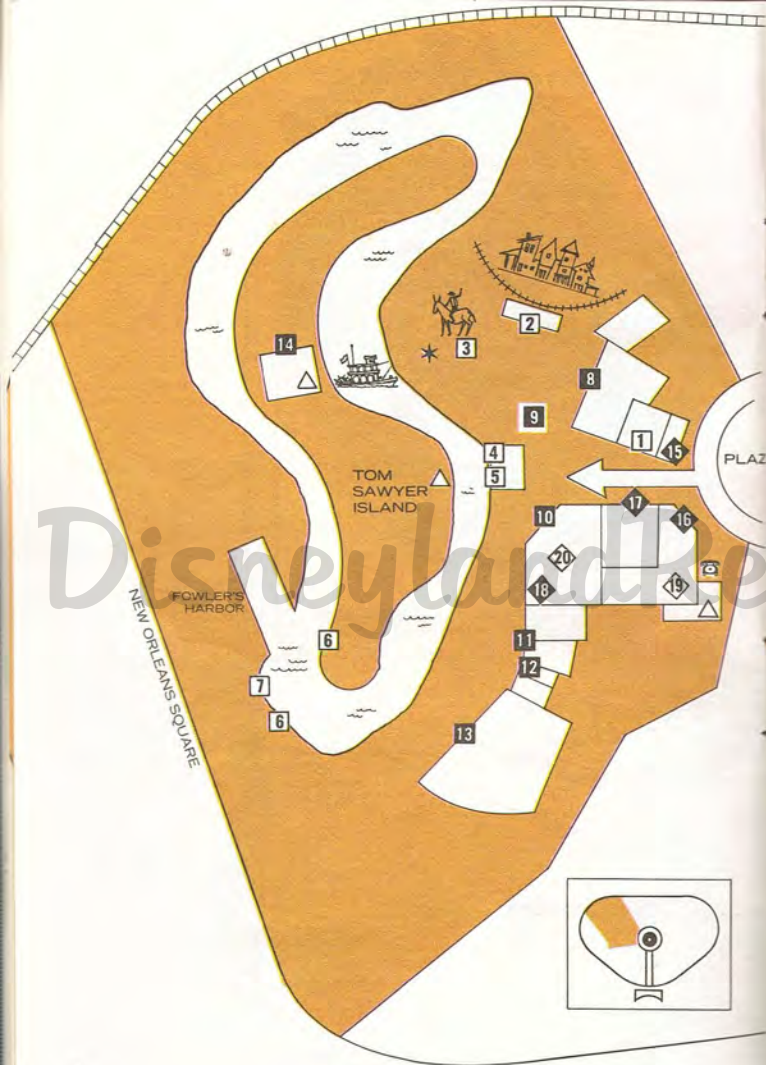 14
2
3
8
9
1
15
4
5
PLAZ
TOM
SAWYER
ISLAND
17
10
16
20
18
19
DisneylandRe
FOWLER'S
HARBOR
NEW ORLEANS SQUARE
6
11
12
7
6
13